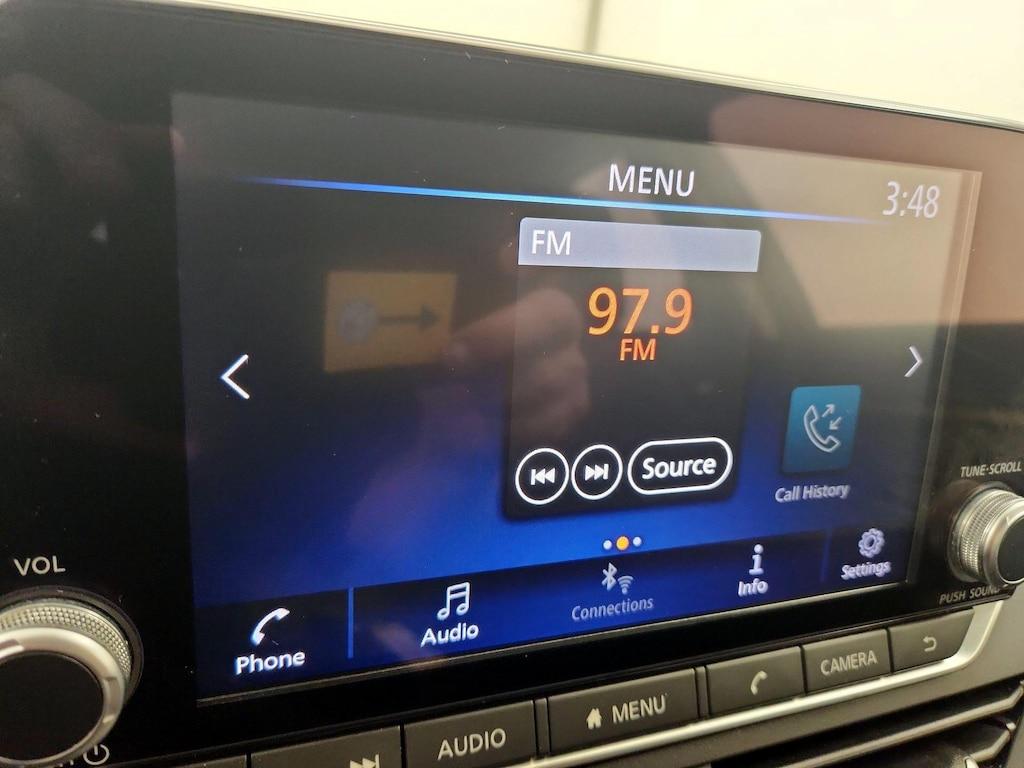 MENU
3:48
FM
97.9
FM
Source
Call History
TUNE·SCROLL
VOL
PUSH SOUND
Phone
Audio
Connections
Info
Settings
AUDIO
MENU
CAMERA